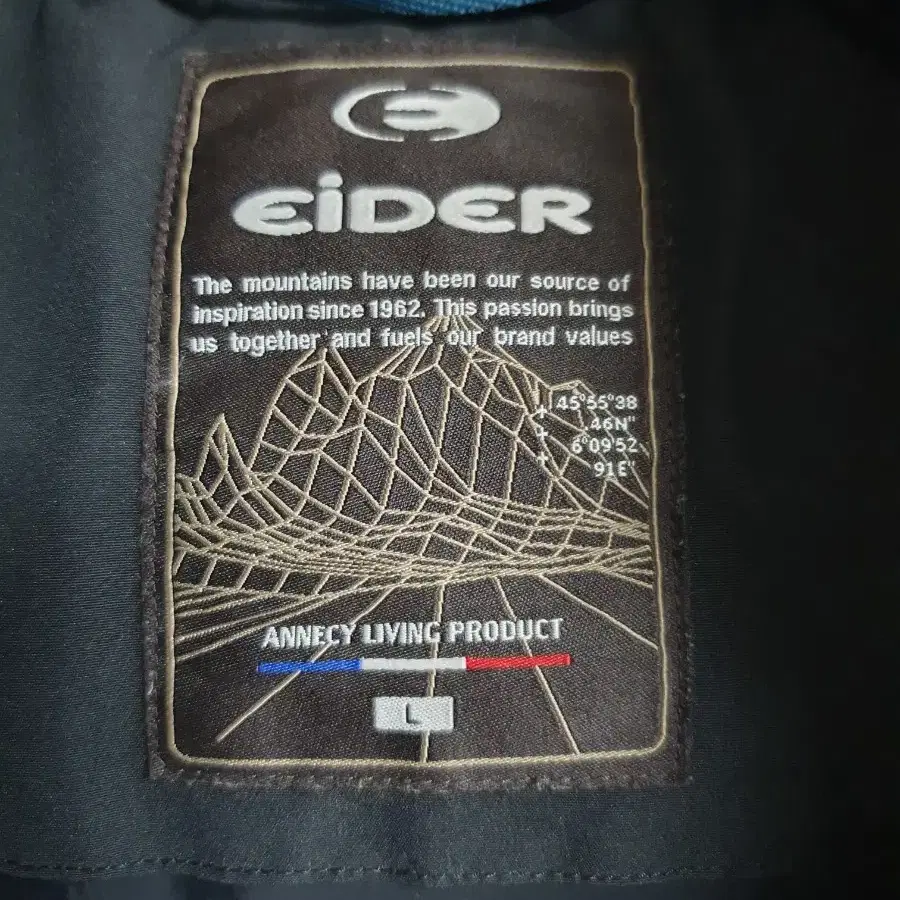 EiDER
The mountains have been our source of
inspiration since 1962. This passion brings
us together and fuels our brand values
45°55'38
.46N"
6°09'52
91E"
ANNECY LIVING PRODUCT
L